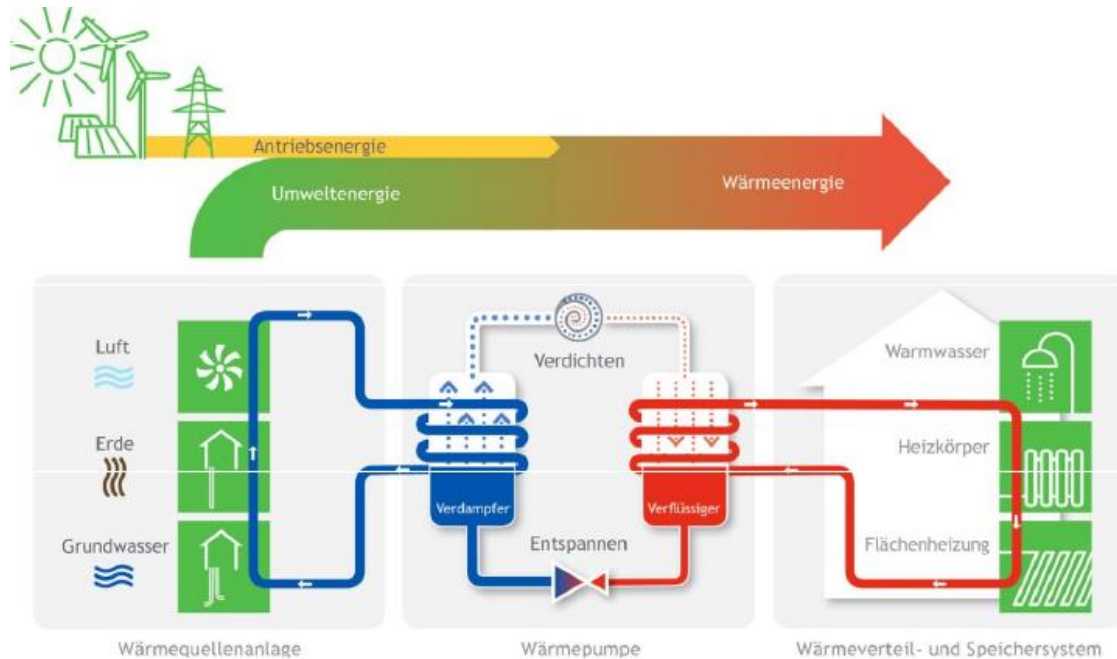 Antriebsenergie
Umweltenergie
Wärmeenergie
Luft
Erde
Grundwasser
Verdichten
Verdampfer
Verflüssiger
Entspannen
Warmwasser
Heizkörper
Flächenheizung
Wärmequellenanlage
Wärmepumpe
Wärmeverteil- und Speichersystem